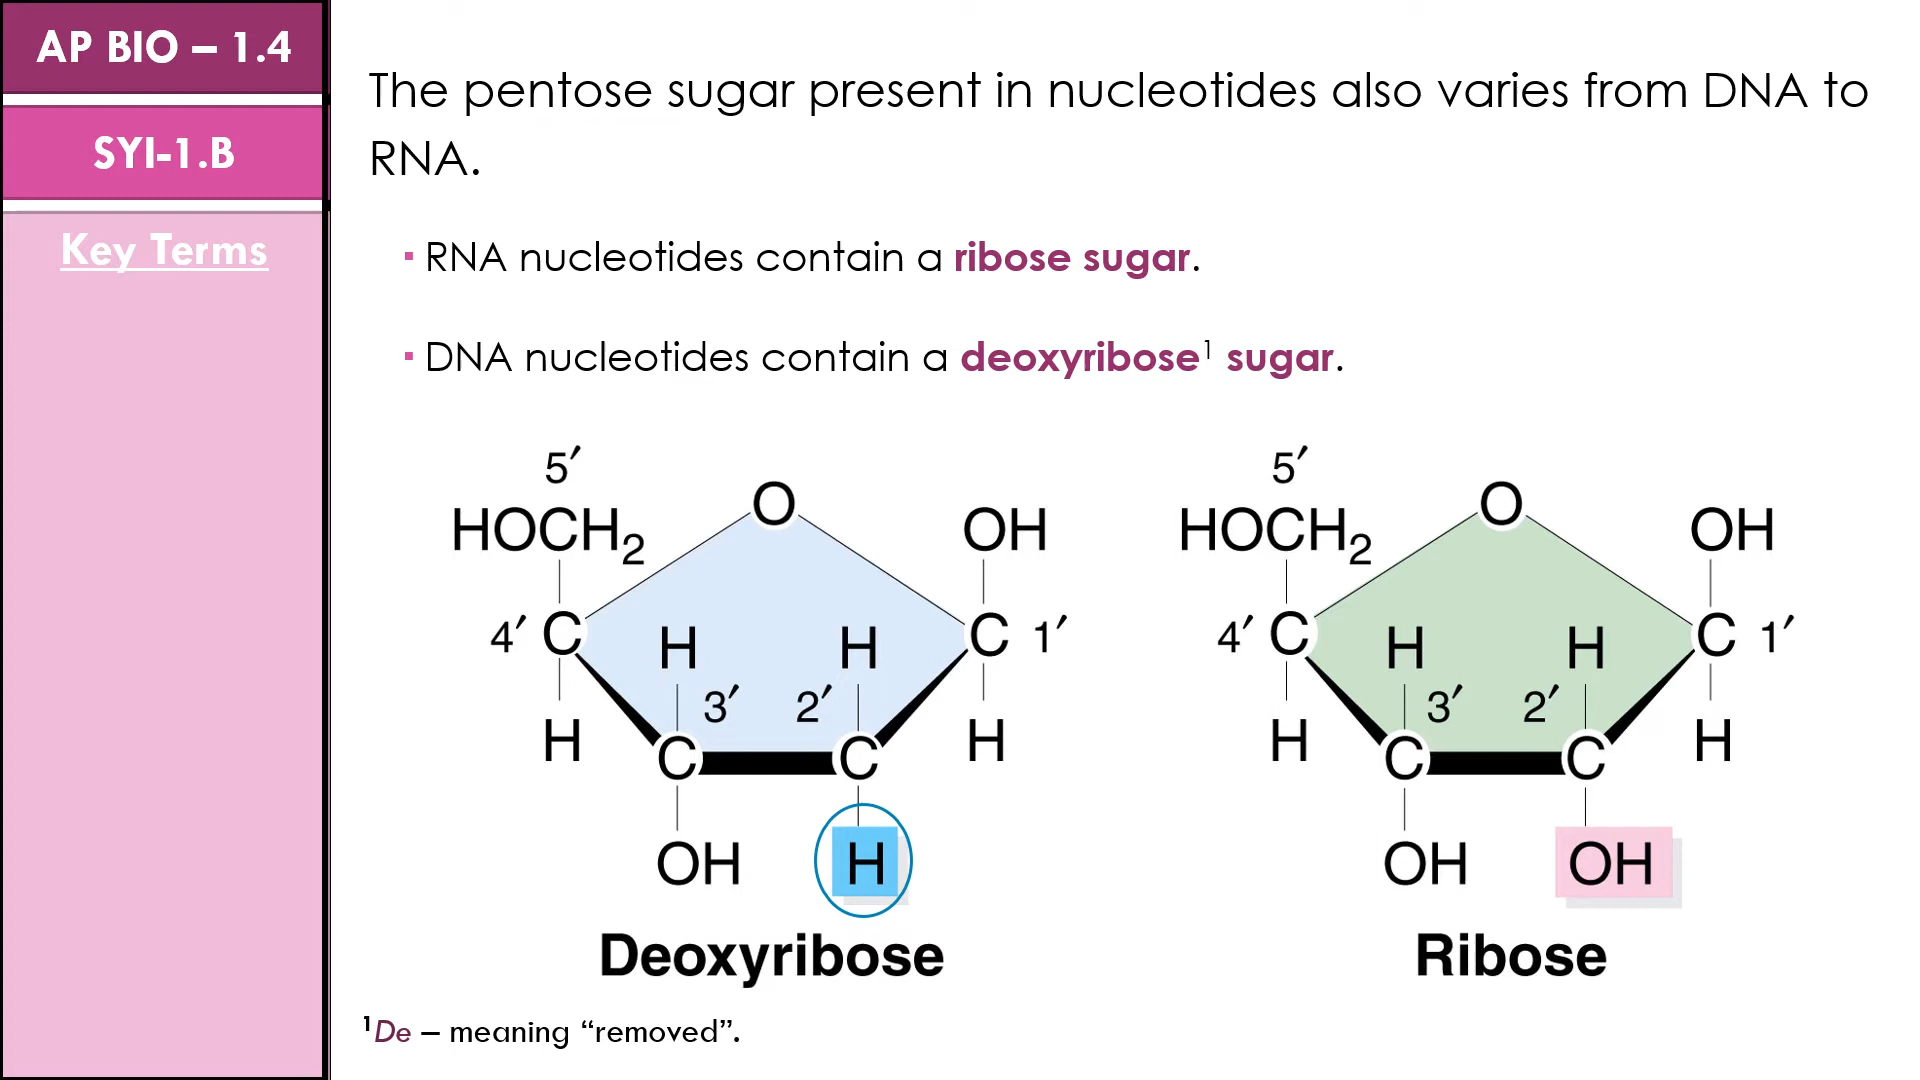 AP BIO – 1.4
SYI-1.B
Key Terms
The pentose sugar present in nucleotides also varies from DNA to
RNA.
▪ RNA nucleotides contain a ribose sugar.
▪ DNA nucleotides contain a deoxyribose¹ sugar.
5′
HOCH₂
O
OH
4′ C
H
H
C 1′
3′
2′
H
C
C
H
OH
H
Deoxyribose
5′
HOCH₂
O
OH
4′ C
H
H
C 1′
3′
2′
H
C
C
H
OH
OH
Ribose
¹De – meaning “removed”.